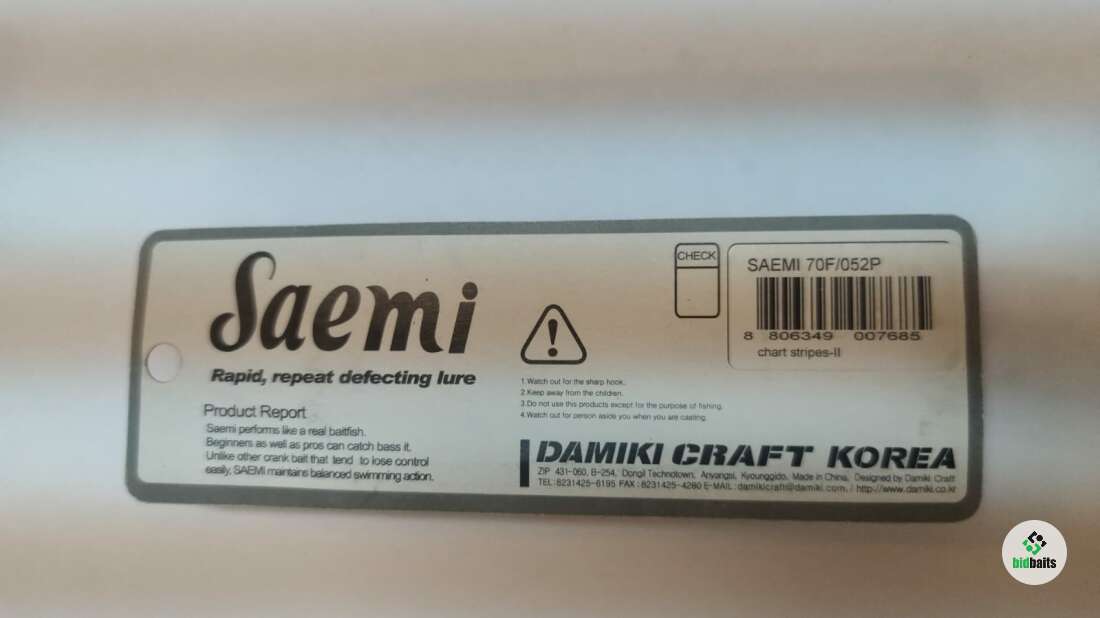 Saemi
Rapid, repeat defecting lure
Product Report
Saemi performs like a real baitfish.
Beginners as well as pros can catch bass it.
Unlike other crank bait that tend to lose control
easily, SAEMI maintains balanced swimming action.
CHECK
SAEMI 70F/052P
8 806349 007685
chart stripes-II
1.Watch out for the sharp hook.
2.Keep away from the children.
3.Do not use this products except for the purpose of fishing.
4.Watch out for person aside you when you are casting.
DAMIKI CRAFT KOREA
ZIP 431-060, B-254, Dongil Technotown, Anyangsi, Kyounggido, Made in China, Designed by Damiki Craft
TEL:8231425-6195 FAX:8231425-4280 E-MAIL:damikicraft@damiki.com / http://www.damiki.co.kr
bidbaits